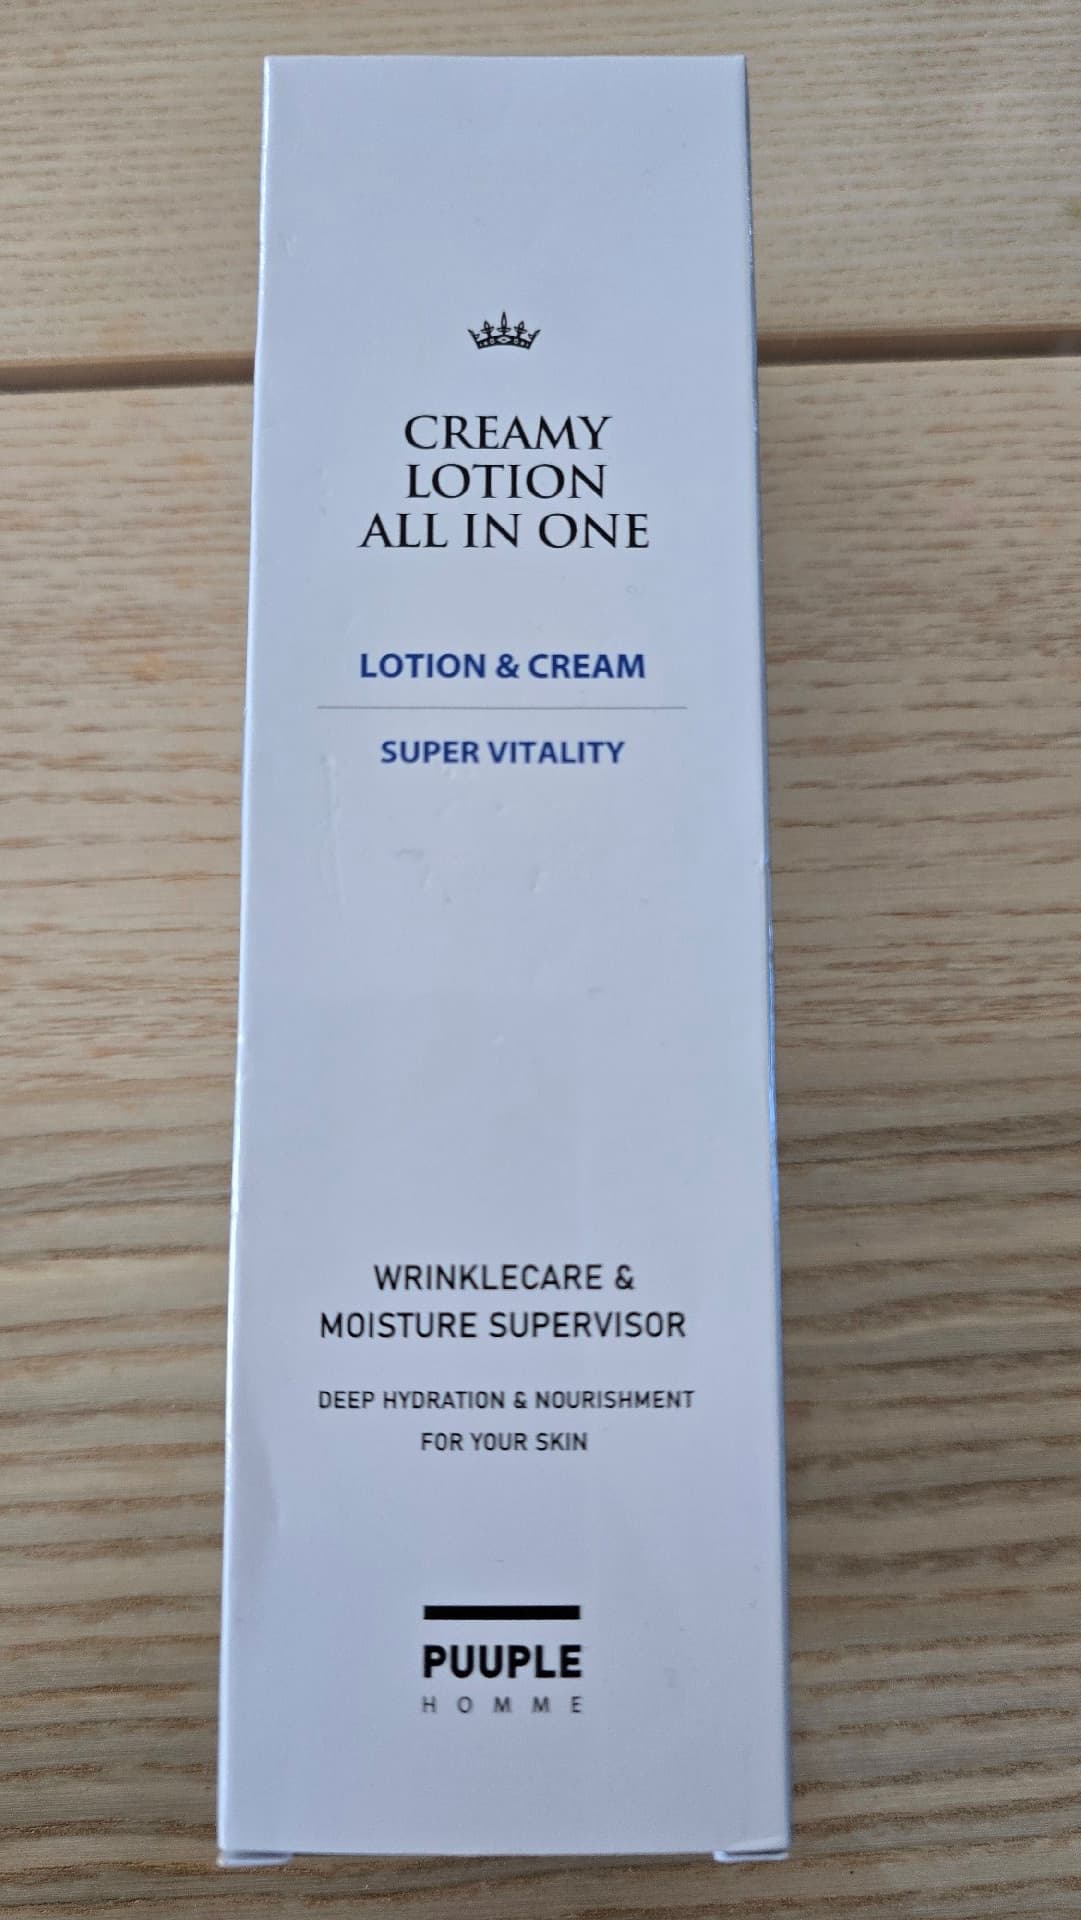 CREAMY
LOTION
ALL IN ONE
LOTION & CREAM
SUPER VITALITY
WRINKLECARE &
MOISTURE SUPERVISOR
DEEP HYDRATION & NOURISHMENT
FOR YOUR SKIN
PUUPLE
HOMME